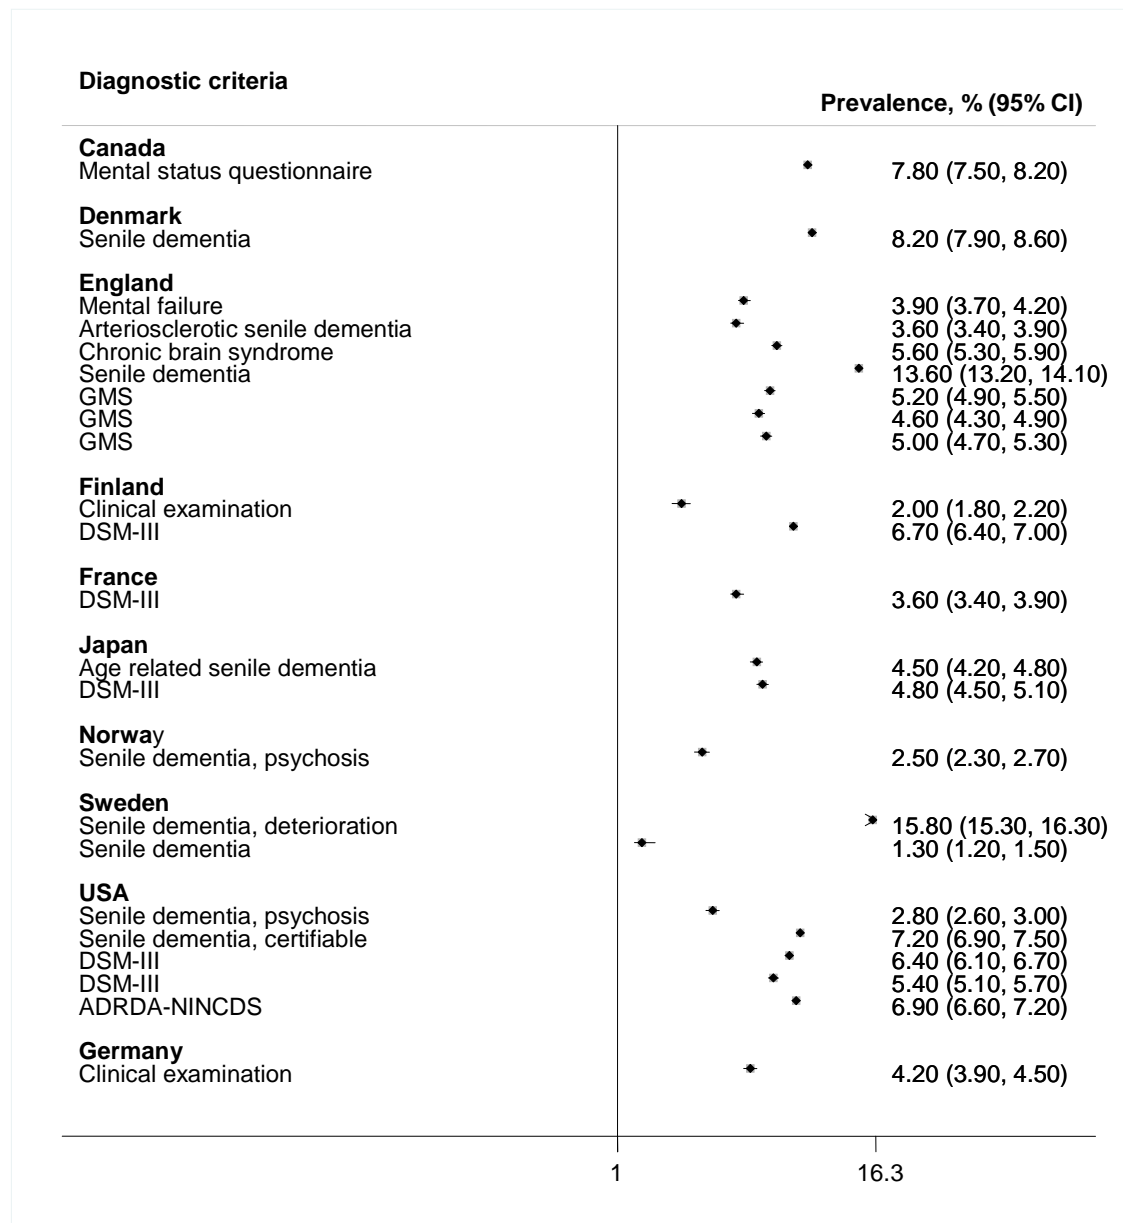 Diagnostic criteria
Prevalence, % (95% CI)
Canada
Mental status questionnaire 7.80 (7.50, 8.20)
Denmark
Senile dementia 8.20 (7.90, 8.60)
England
Mental failure 3.90 (3.70, 4.20)
Arteriosclerotic senile dementia 3.60 (3.40, 3.90)
Chronic brain syndrome 5.60 (5.30, 5.90)
Senile dementia 13.60 (13.20, 14.10)
GMS 5.20 (4.90, 5.50)
GMS 4.60 (4.30, 4.90)
GMS 5.00 (4.70, 5.30)
Finland
Clinical examination 2.00 (1.80, 2.20)
DSM-III 6.70 (6.40, 7.00)
France
DSM-III 3.60 (3.40, 3.90)
Japan
Age related senile dementia 4.50 (4.20, 4.80)
DSM-III 4.80 (4.50, 5.10)
Norway
Senile dementia, psychosis 2.50 (2.30, 2.70)
Sweden
Senile dementia, deterioration 15.80 (15.30, 16.30)
Senile dementia 1.30 (1.20, 1.50)
USA
Senile dementia, psychosis 2.80 (2.60, 3.00)
Senile dementia, certifiable 7.20 (6.90, 7.50)
DSM-III 6.40 (6.10, 6.70)
DSM-III 5.40 (5.10, 5.70)
ADRDA-NINCDS 6.90 (6.60, 7.20)
Germany
Clinical examination 4.20 (3.90, 4.50)
1 16.3